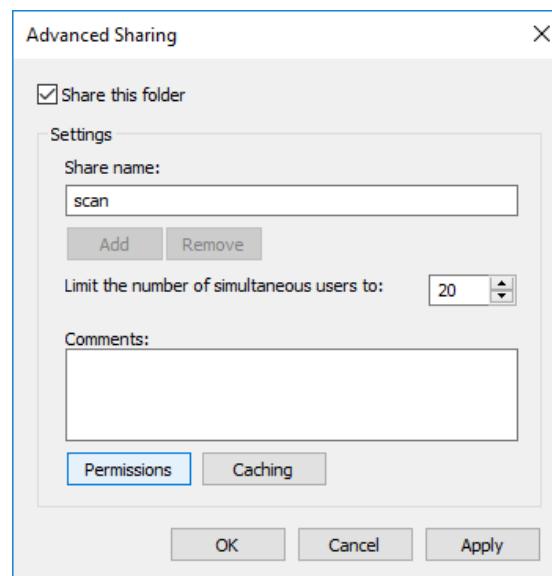 Advanced Sharing
Share this folder
Settings
Share name:
scan
Add Remove
Limit the number of simultaneous users to: 20
Comments:
Permissions Caching
OK Cancel Apply